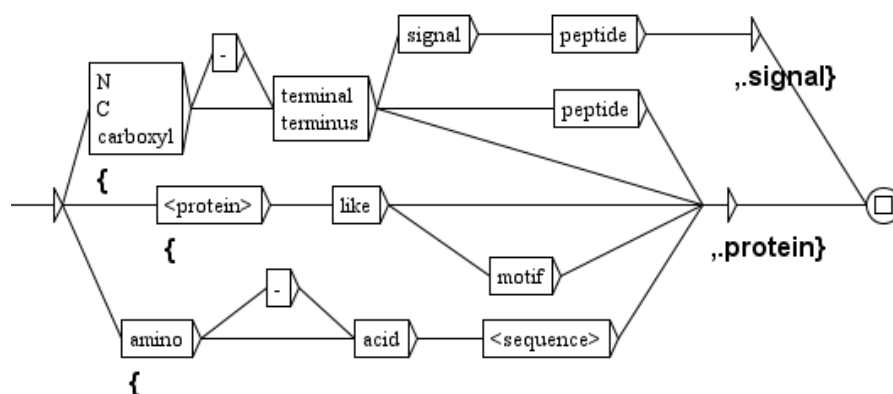 signal peptide
-
N
C
carboxyl
terminal
terminus
,.signal}
peptide
{
<protein> like
{
,.protein}
motif
-
amino acid <sequence>
{